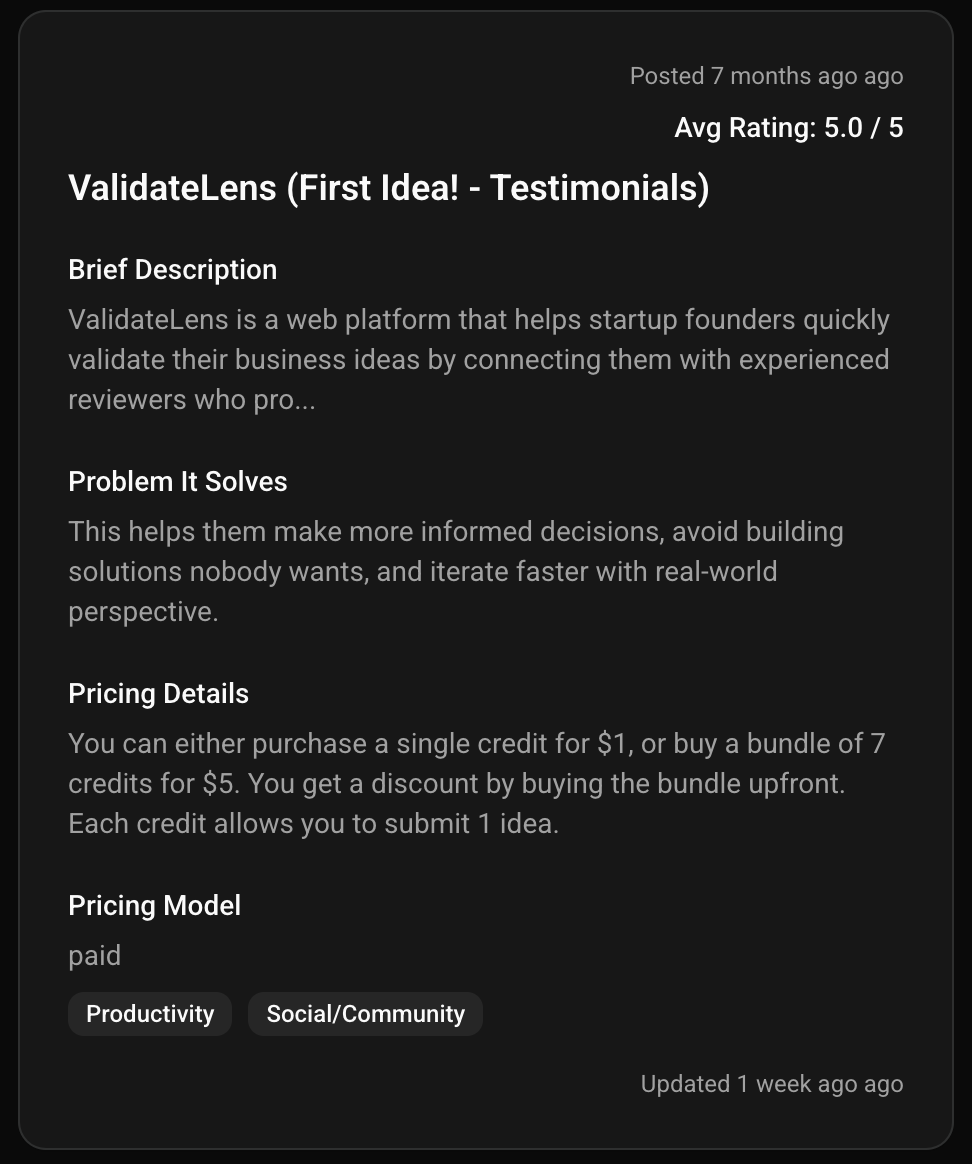 Posted 7 months ago ago
Avg Rating: 5.0 / 5
ValidateLens (First Idea! - Testimonials)
Brief Description
ValidateLens is a web platform that helps startup founders quickly
validate their business ideas by connecting them with experienced
reviewers who pro...
Problem It Solves
This helps them make more informed decisions, avoid building
solutions nobody wants, and iterate faster with real-world
perspective.
Pricing Details
You can either purchase a single credit for $1, or buy a bundle of 7
credits for $5. You get a discount by buying the bundle upfront.
Each credit allows you to submit 1 idea.
Pricing Model
paid
Productivity Social/Community
Updated 1 week ago ago